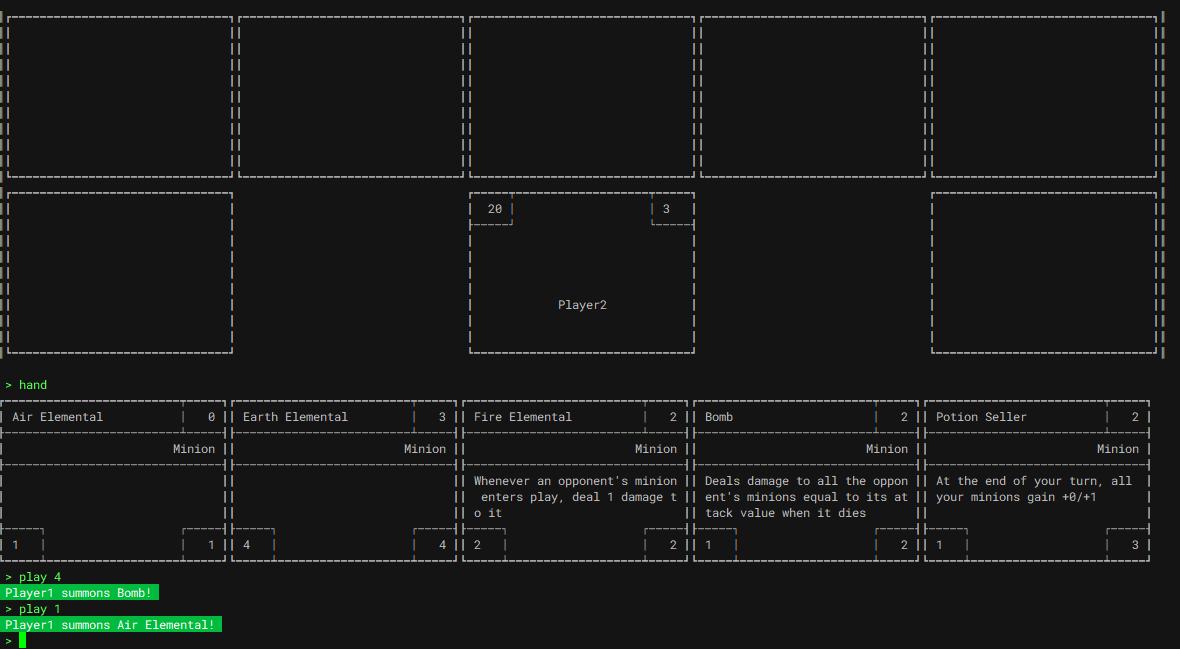 20 3
Player2
> hand
Air Elemental 0 Earth Elemental 3 Fire Elemental 2 Bomb 2 Potion Seller 2
Minion Minion Minion Minion Minion
Whenever an opponent's minion Deals damage to all the oppon At the end of your turn, all
enters play, deal 1 damage t ent's minions equal to its at your minions gain +0/+1
o it tack value when it dies
1 1 4 4 2 2 1 2 1 3
> play 4
Player1 summons Bomb!
> play 1
Player1 summons Air Elemental!
>